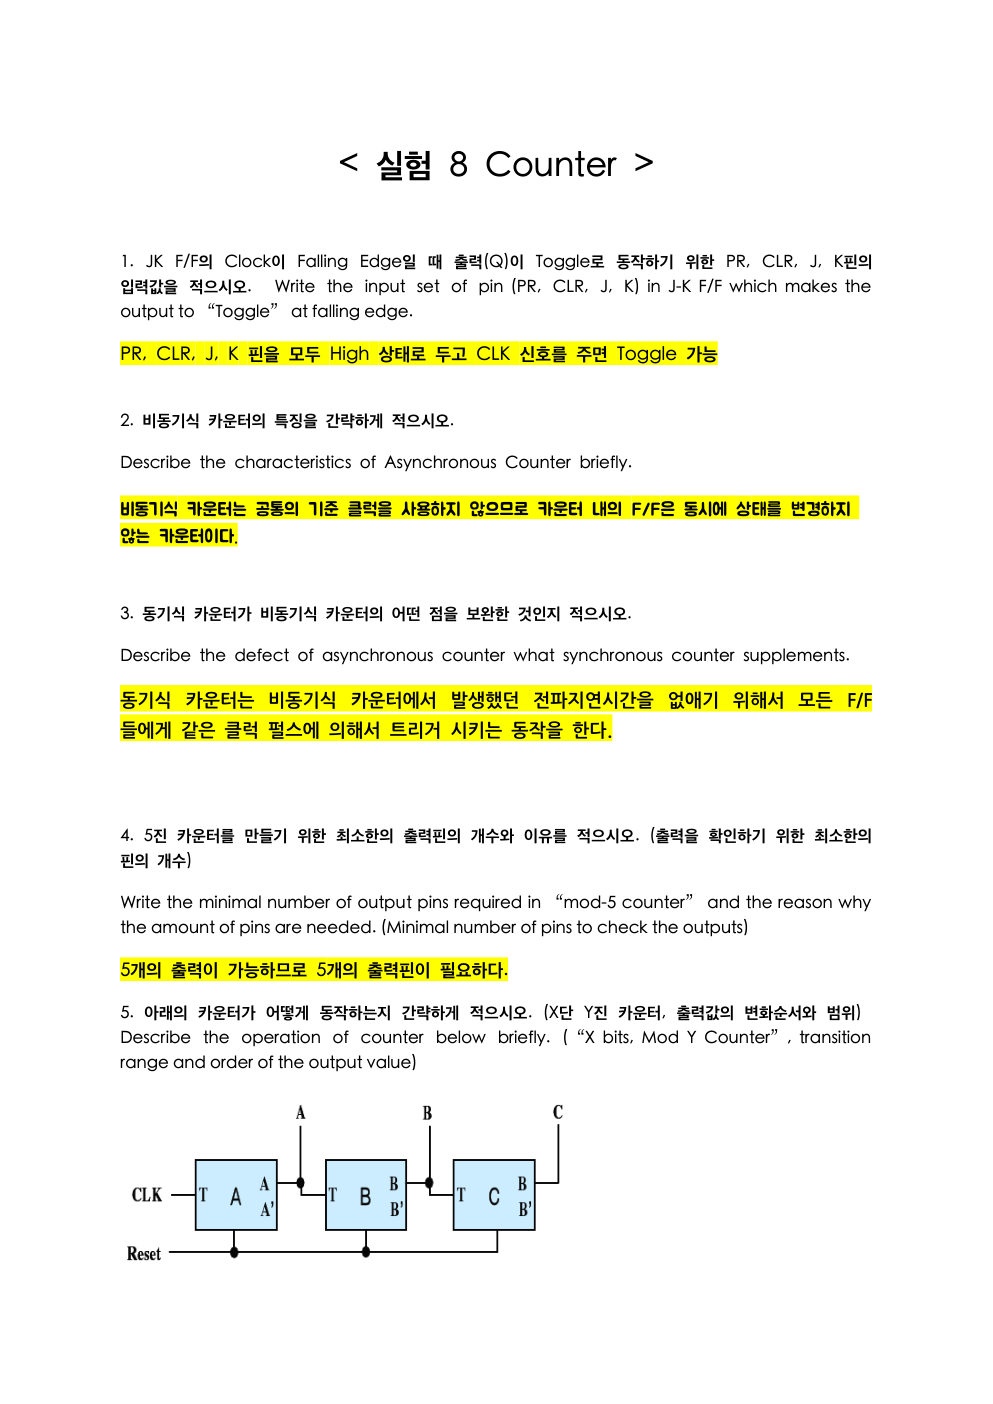 < 실험 8 Counter >
1. JK F/F의 Clock이 Falling Edge일 때 출력(Q)이 Toggle로 동작하기 위한 PR, CLR, J, K핀의
입력값을 적으시오. Write the input set of pin (PR, CLR, J, K) in J-K F/F which makes the
output to “Toggle” at falling edge.
PR, CLR, J, K 핀을 모두 High 상태로 두고 CLK 신호를 주면 Toggle 가능
2. 비동기식 카운터의 특징을 간략하게 적으시오.
Describe the characteristics of Asynchronous Counter briefly.
비동기식 카운터는 공통의 기준 클럭을 사용하지 않으므로 카운터 내의 F/F은 동시에 상태를 변경하지
않는 카운터이다.
3. 동기식 카운터가 비동기식 카운터의 어떤 점을 보완한 것인지 적으시오.
Describe the defect of asynchronous counter what synchronous counter supplements.
동기식 카운터는 비동기식 카운터에서 발생했던 전파지연시간을 없애기 위해서 모든 F/F
들에게 같은 클럭 펄스에 의해서 트리거 시키는 동작을 한다.
4. 5진 카운터를 만들기 위한 최소한의 출력핀의 개수와 이유를 적으시오. (출력을 확인하기 위한 최소한의
핀의 개수)
Write the minimal number of output pins required in “mod-5 counter” and the reason why
the amount of pins are needed. (Minimal number of pins to check the outputs)
5개의 출력이 가능하므로 5개의 출력핀이 필요하다.
5. 아래의 카운터가 어떻게 동작하는지 간략하게 적으시오. (X단 Y진 카운터, 출력값의 변화순서와 범위)
Describe the operation of counter below briefly. ( “X bits, Mod Y Counter” , transition
range and order of the output value)
A B C
CLK T A A A' T B B B' T C B B'
Reset